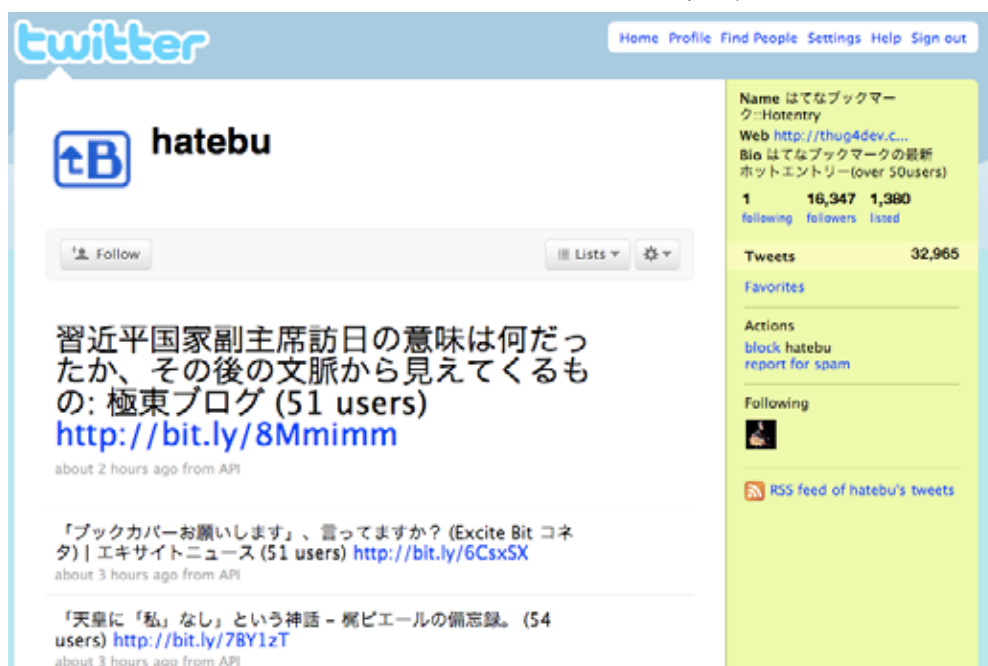 twitter
Home Profile Find People Settings Help Sign out
tB
hatebu
Follow
Lists
習近平国家副主席訪日の意味は何だっ
たか、その後の文脈から見えてくるも
の: 極東ブログ (51 users)
http://bit.ly/8Mmimm
about 2 hours ago from API
「ブックカバーお願いします」、言ってますか？ (Excite Bit コネ
タ) | エキサイトニュース (51 users) http://bit.ly/6CsxSX
about 3 hours ago from API
「天皇に「私」なし」という神話 – 梶ピエールの備忘録。 (54
users) http://bit.ly/7BY1zT
about 3 hours ago from API
Name はてなブックマー
ク::Hotentry
Web http://thug4dev.c...
Bio はてなブックマークの最新
ホットエントリー(over 50users)
1 16,347 1,380
following followers listed
Tweets 32,965
Favorites
Actions
block hatebu
report for spam
Following
RSS feed of hatebu's tweets